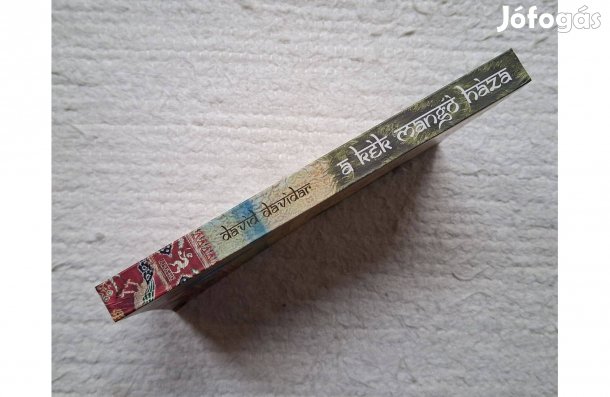 Jófogás
david davidar
a kék mangó háza